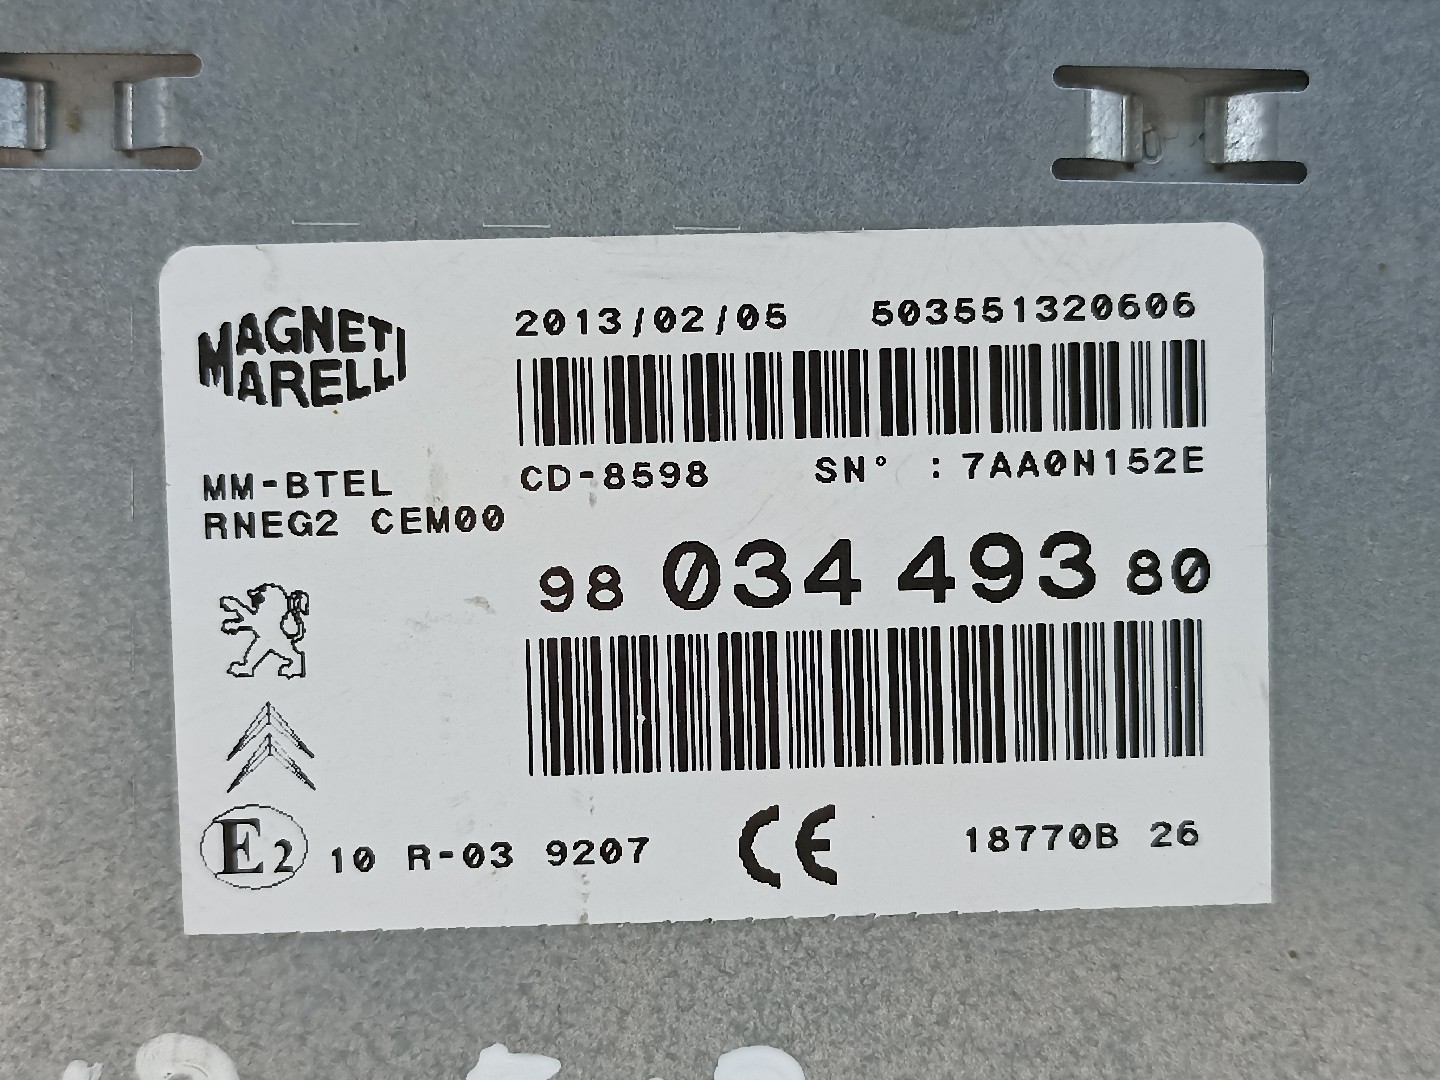 MAGNETI
MARELLI
2013/02/05 503551320606
MM-BTEL
RNEG2 CEM00
CD-8598 SN° : 7AA0N152E
98 034 493 80
E2 10 R-03 9207 CE 18770B 26